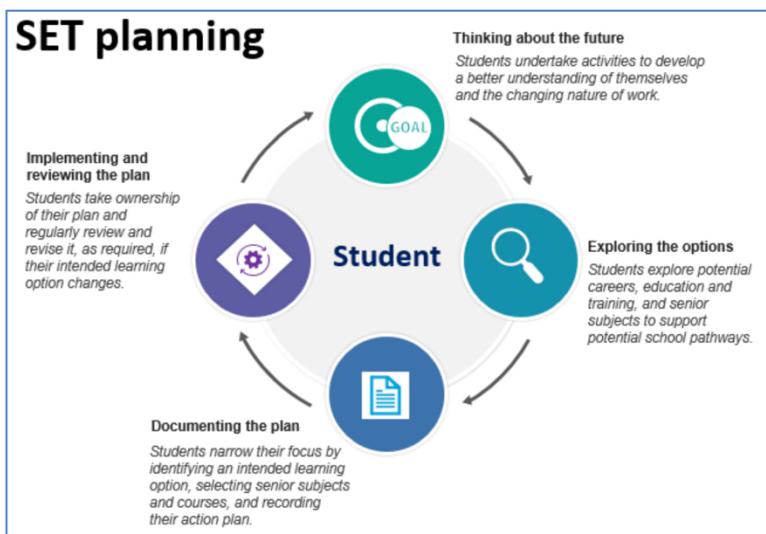 SET planning
Thinking about the future
Students undertake activities to develop
a better understanding of themselves
and the changing nature of work.
GOAL
Implementing and
reviewing the plan
Students take ownership
of their plan and
regularly review and
revise it, as required, if
their intended learning
option changes.
Student
Exploring the options
Students explore potential
careers, education and
training, and senior
subjects to support
potential school pathways.
Documenting the plan
Students narrow their focus by
identifying an intended learning
option, selecting senior subjects
and courses, and recording
their action plan.